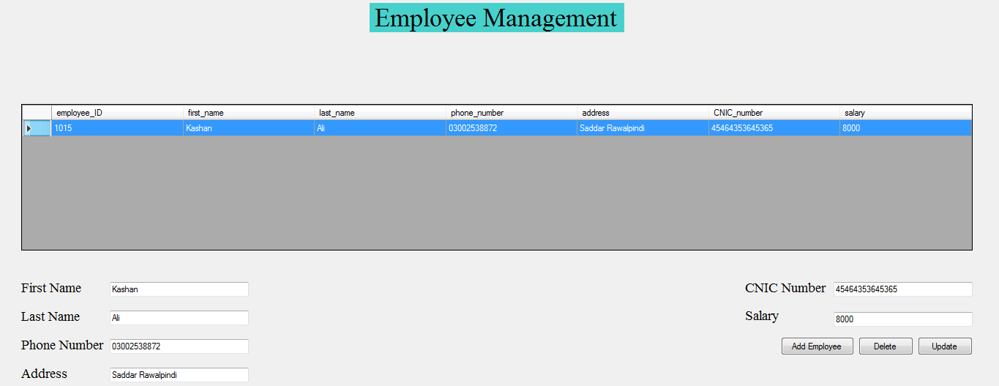 Employee Management
employee_ID first_name last_name phone_number address CNIC_number salary
1015 Kashan Ali 03002538872 Saddar Rawalpindi 45464353645365 8000
First Name Kashan CNIC Number 45464353645365
Last Name Ali Salary 8000
Phone Number 03002538872 Add Employee Delete Update
Address Saddar Rawalpindi